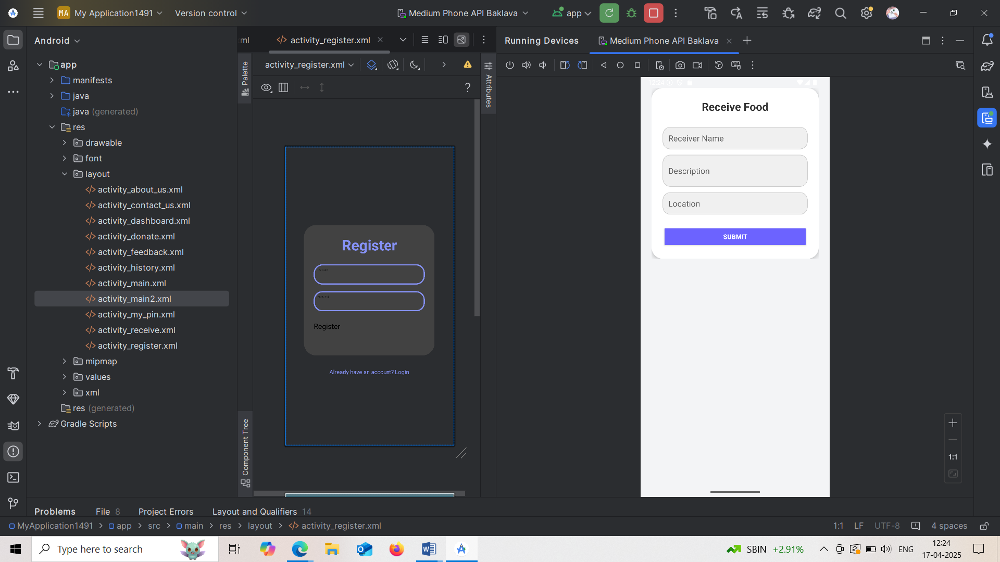 MA My Application1491
Version control
Medium Phone API Baklava
app
Android
ml
activity_register.xml
Running Devices
Medium Phone API Baklava
app
manifests
java
java (generated)
res
drawable
font
layout
activity_about_us.xml
activity_contact_us.xml
activity_dashboard.xml
activity_donate.xml
activity_feedback.xml
activity_history.xml
activity_main.xml
activity_main2.xml
activity_my_pin.xml
activity_receive.xml
activity_register.xml
mipmap
values
xml
res (generated)
Gradle Scripts
Palette
Component Tree
activity_register.xml
?
Attributes
Register
Register
Already have an account? Login
12:24
Receive Food
Receiver Name
Description
Location
SUBMIT
1:1
Problems
File 8
Project Errors
Layout and Qualifiers 14
MyApplication1491 > app > src > main > res > layout > activity_register.xml
1:1 LF UTF-8 4 spaces
Type here to search
SBIN +2.91%
ENG
12:24
17-04-2025